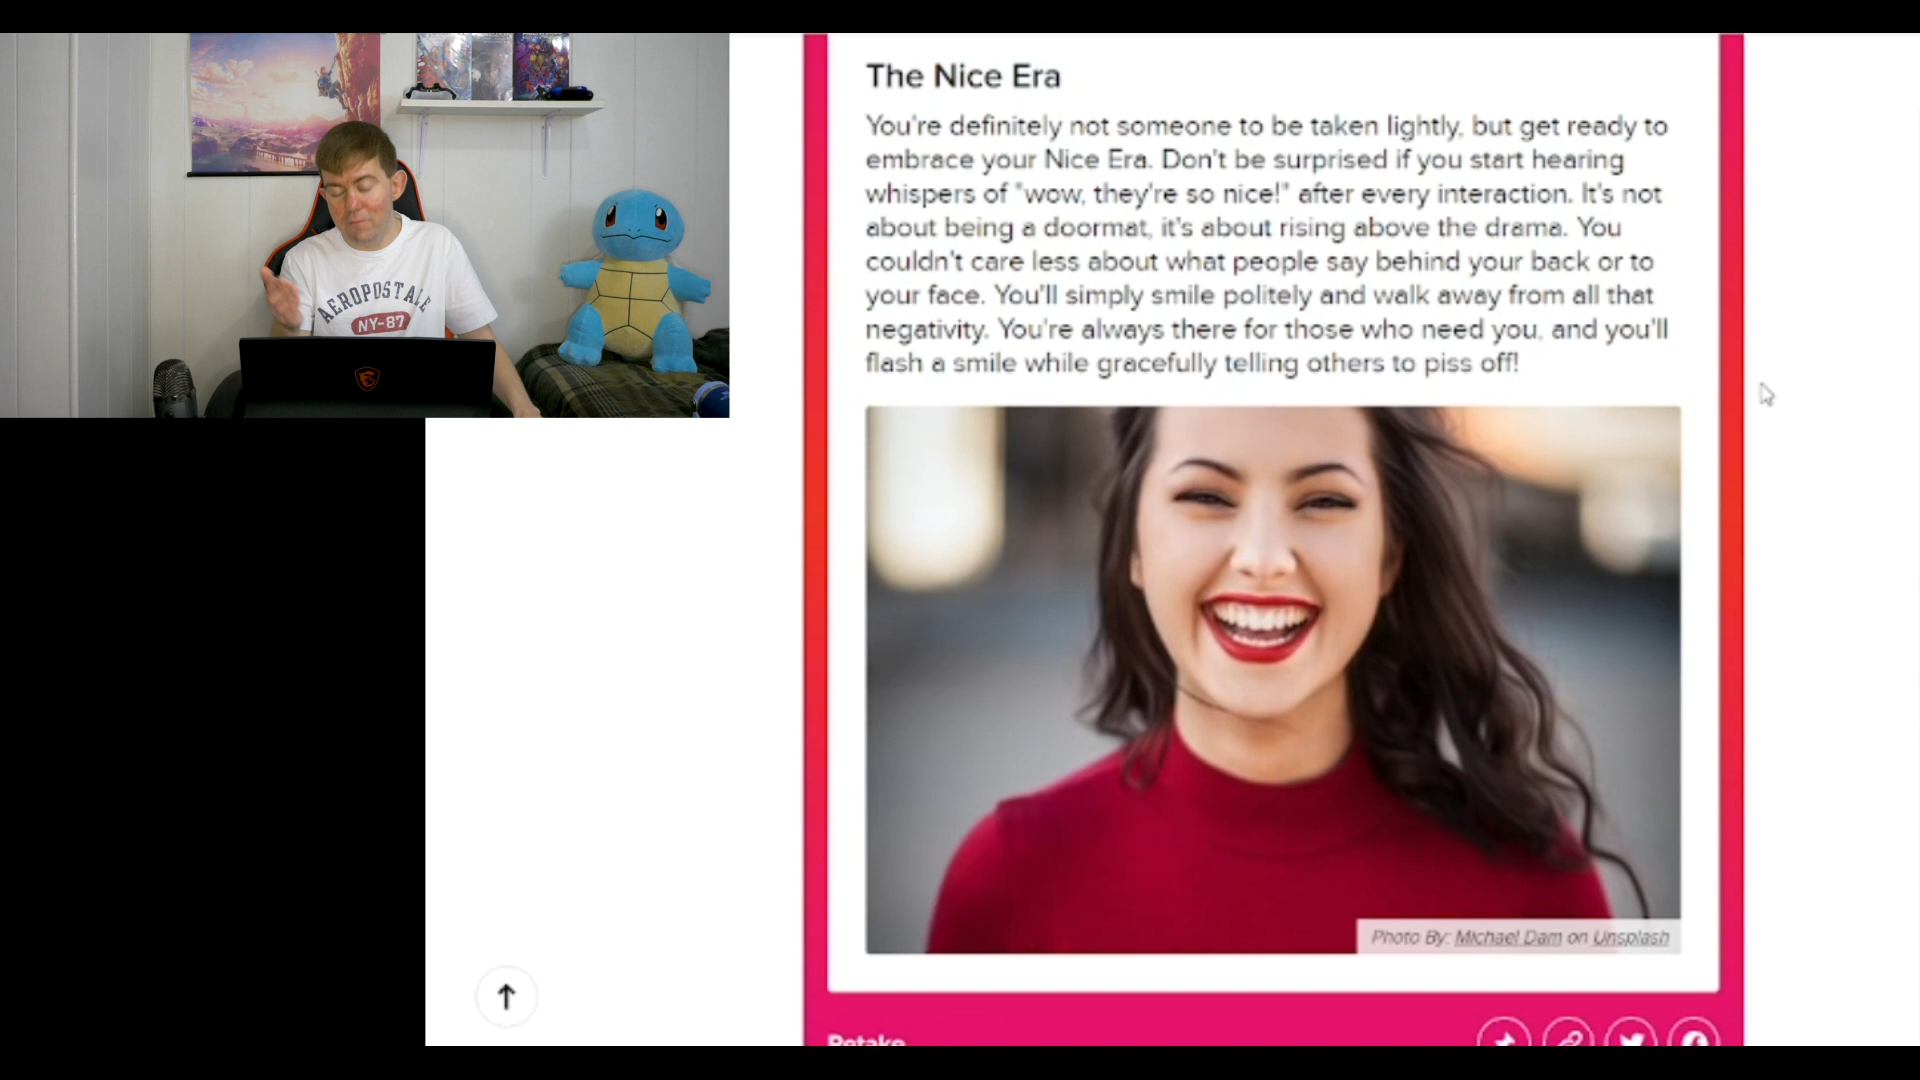 The Nice Era
You're definitely not someone to be taken lightly, but get ready to
embrace your Nice Era. Don't be surprised if you start hearing
whispers of "wow, they're so nice!" after every interaction. It's not
about being a doormat, it's about rising above the drama. You
couldn't care less about what people say behind your back or to
your face. You'll simply smile politely and walk away from all that
negativity. You're always there for those who need you, and you'll
flash a smile while gracefully telling others to piss off!
AEROPOSTALE
NY-87
Photo By: Michael Dam on Unsplash
Retake